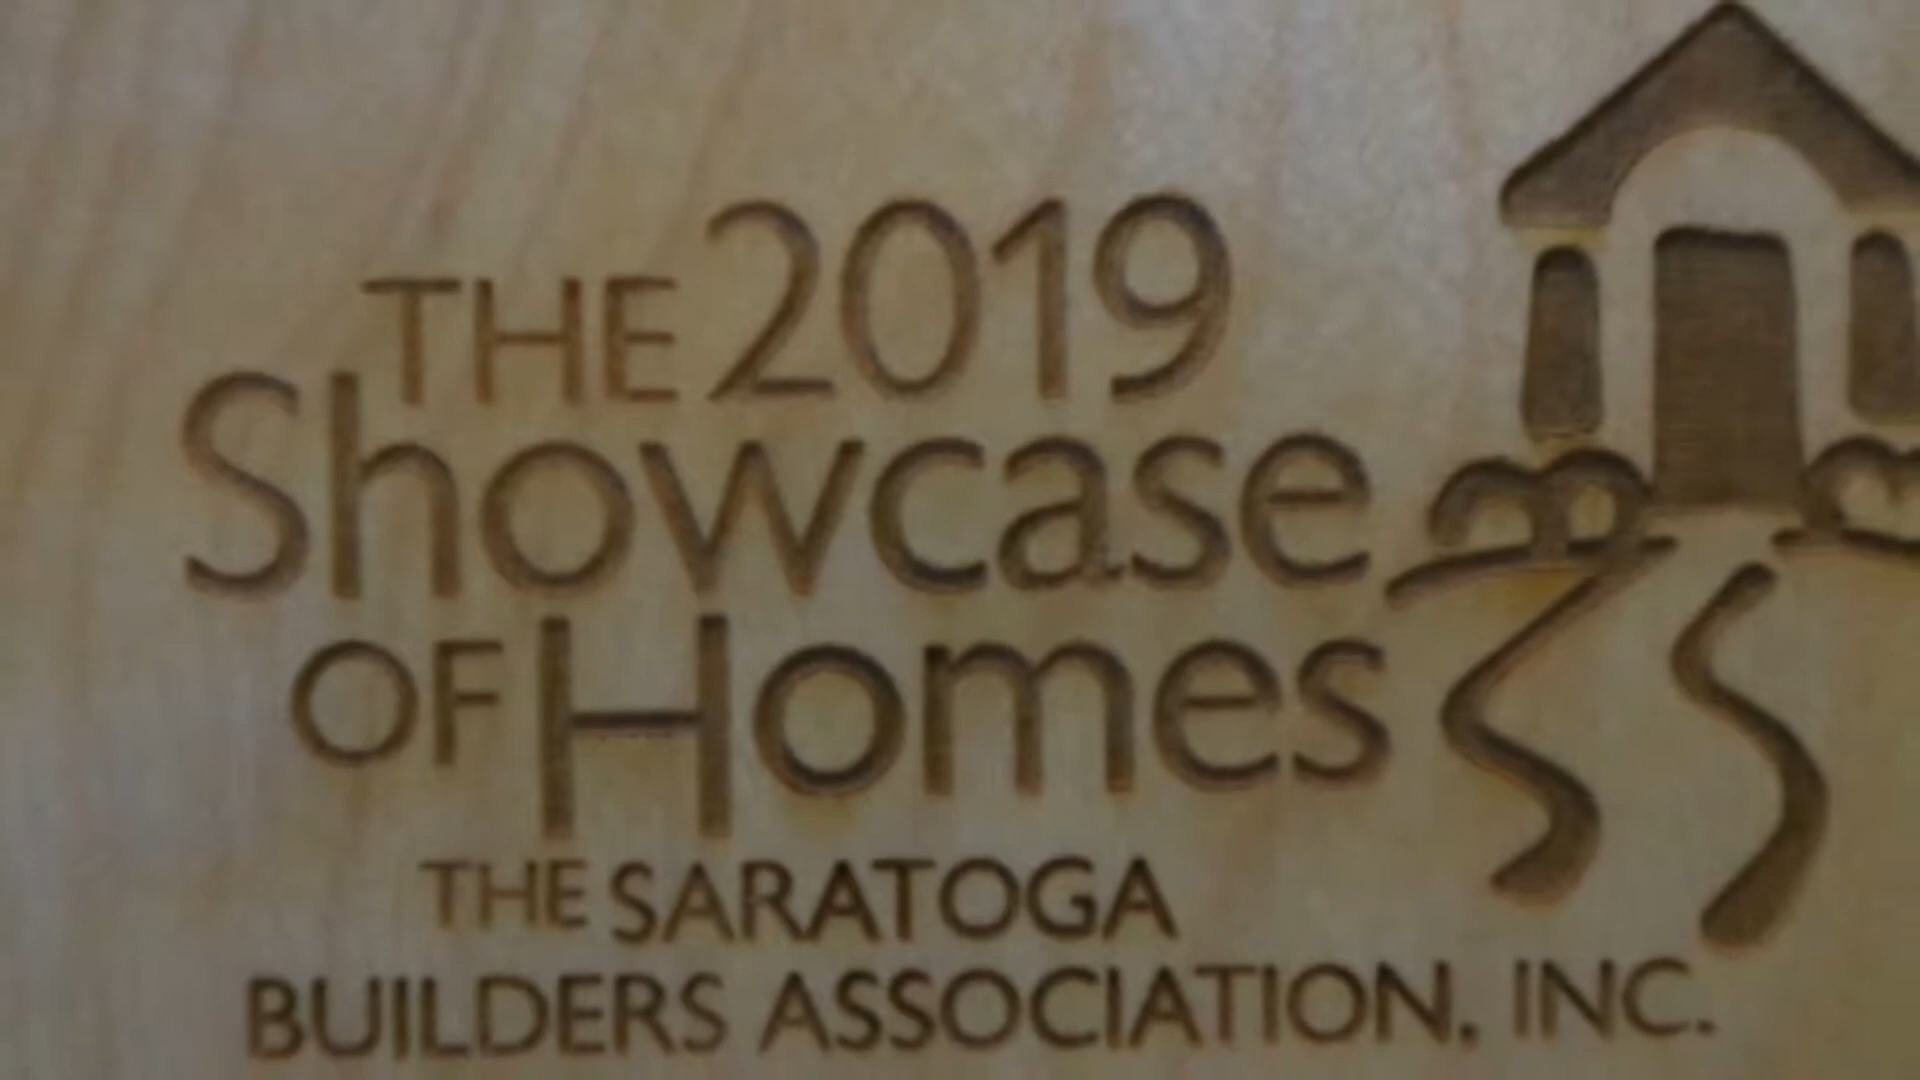 THE 2019
Showcase
OF Homes
THE SARATOGA
BUILDERS ASSOCIATION, INC.